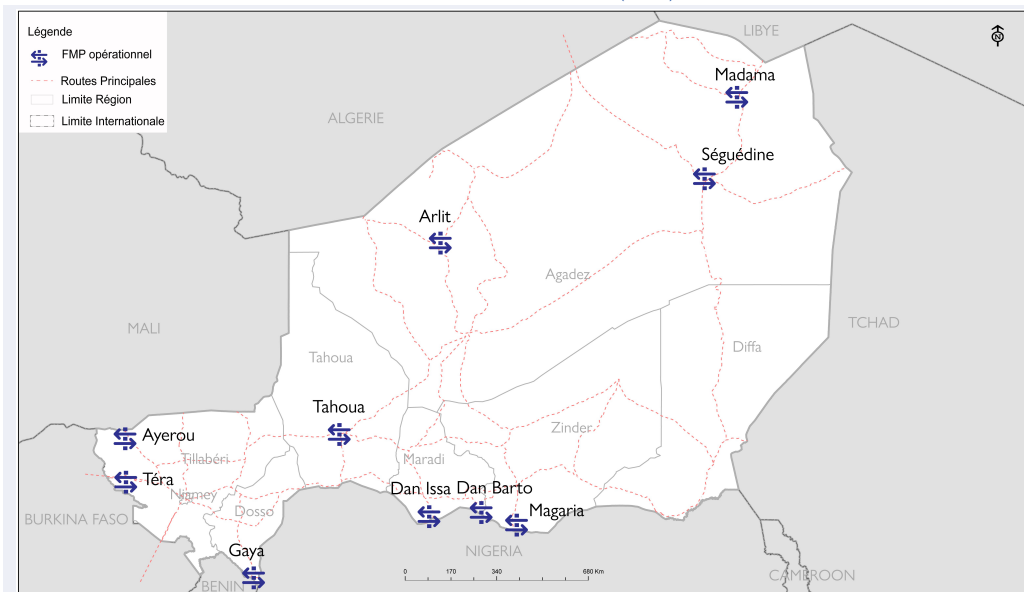 Légende
FMP opérationnel
Routes Principales
Limite Région
Limite Internationale
LIBYE
N
Madama
ALGERIE
Séguédine
Arlit
Agadez
MALI
TCHAD
Tahoua
Diffa
Tahoua
Ayerou
Zinder
Tillabéri
Maradi
Téra
Niamey
Dan Issa
Dan Barto
Dosso
Magaria
BURKINA FASO
Gaya
NIGERIA
0 170 340 680 Km
BENIN
CAMEROON